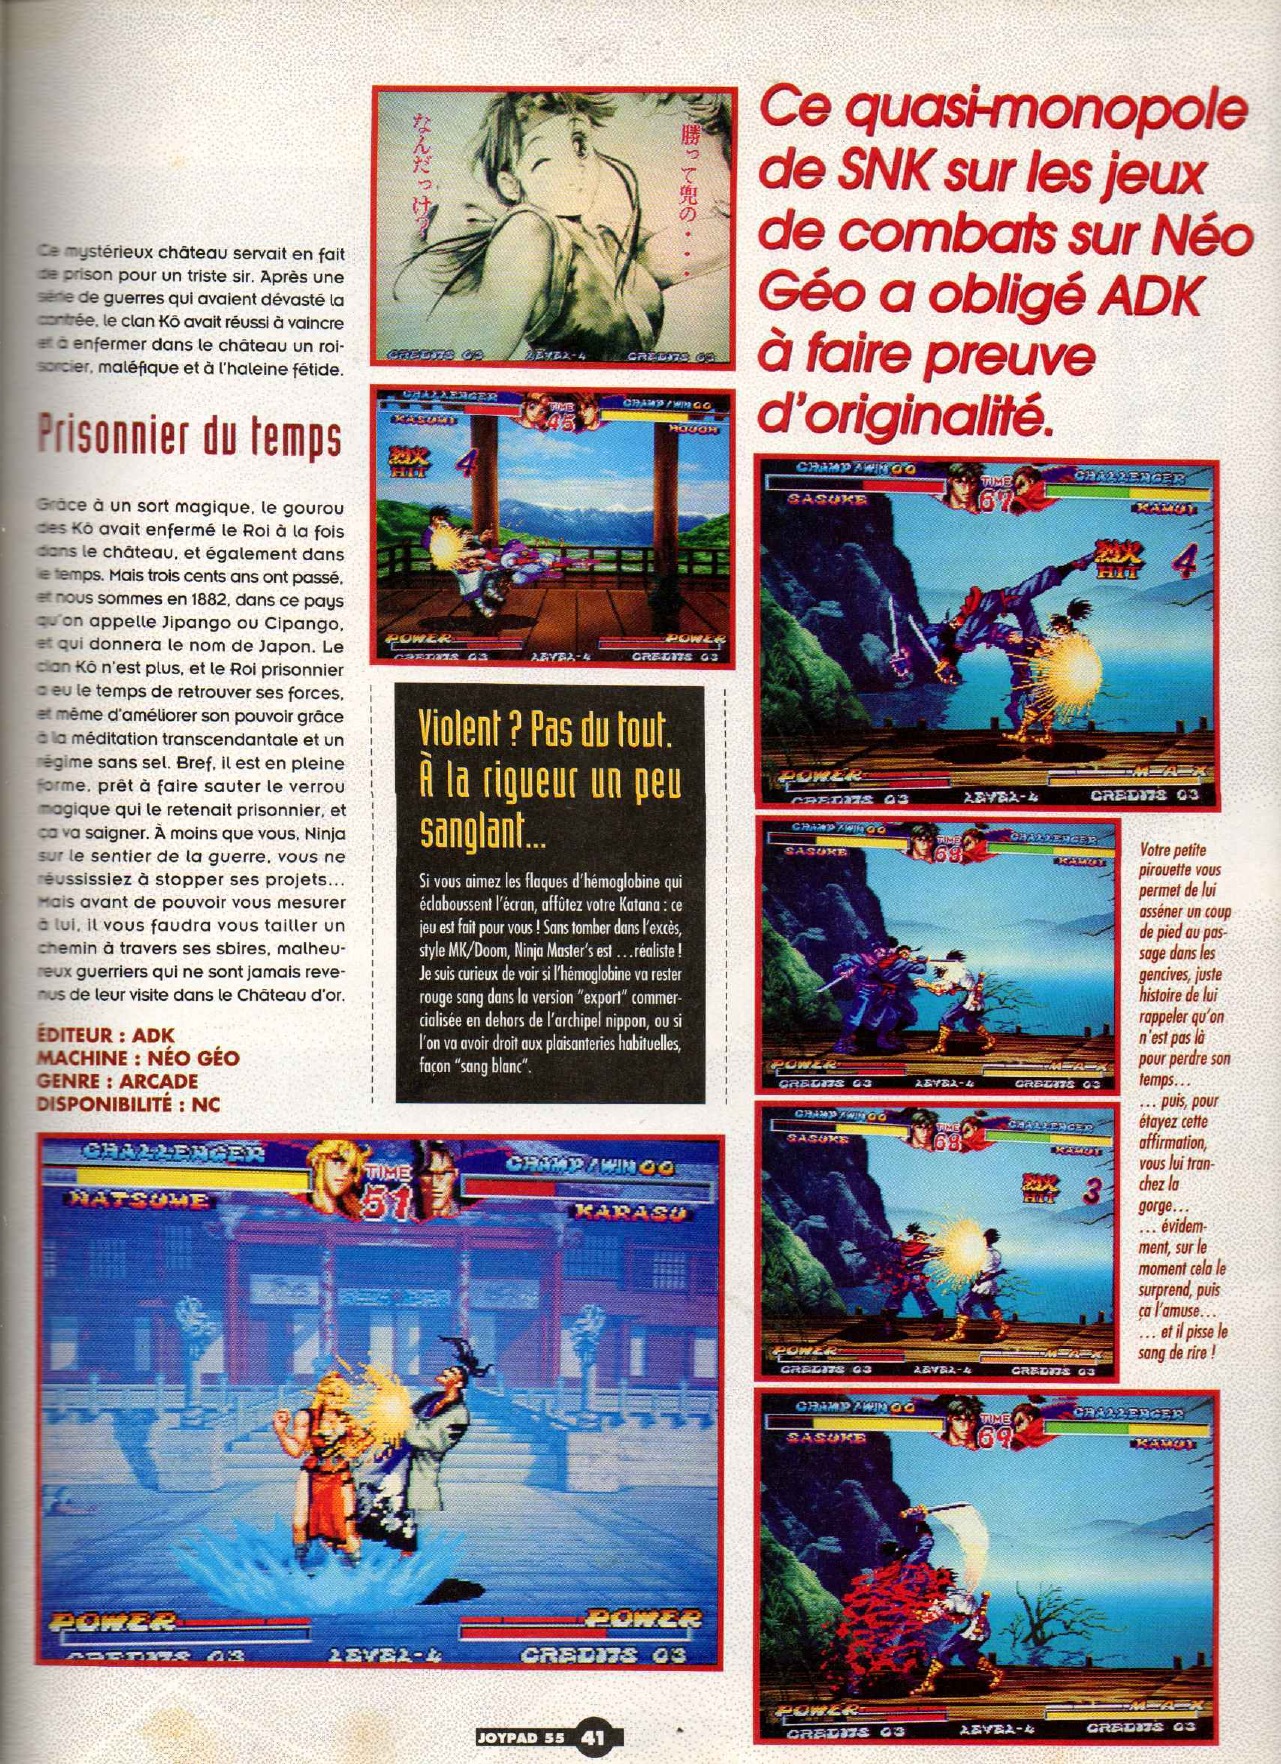 Ce quasi-monopole
de SNK sur les jeux
de combats sur Néo
Géo a obligé ADK
à faire preuve
d'originalité.
Ce mystérieux château servait en fait
de prison pour un triste sir. Après une
série de guerres qui avaient dévasté la
contrée, le clan Kô avait réussi à vaincre
et à enfermer dans le château un roi-
sorcier, maléfique et à l'haleine fétide.
Prisonnier du temps
Grâce à un sort magique, le gourou
des Kô avait enfermé le Roi à la fois
dans le château, et également dans
le temps. Mais trois cents ans ont passé,
et nous sommes en 1882, dans ce pays
qu'on appelle Jipango ou Cipango,
et qui donnera le nom de Japon. Le
clan Kô n'est plus, et le Roi prisonnier
a eu le temps de retrouver ses forces,
et même d'améliorer son pouvoir grâce
à la méditation transcendantale et un
régime sans sel. Bref, il est en pleine
forme, prêt à faire sauter le verrou
magique qui le retenait prisonnier, et
ça va saigner. À moins que vous, Ninja
sur le sentier de la guerre, vous ne
réussissiez à stopper ses projets...
Mais avant de pouvoir vous mesurer
à lui, il vous faudra vous tailler un
chemin à travers ses sbires, malheu-
reux guerriers qui ne sont jamais reve-
nus de leur visite dans le Château d'or.
ÉDITEUR : ADK
MACHINE : NÉO GÉO
GENRE : ARCADE
DISPONIBILITÉ : NC
勝って兜の・・・
なんだっけ?
CREDITS 03 LEVEL-4 CREDITS 03
CHALLENGER TIME CHAMP/WIN 00
KASUMI 45 HOUOH
烈火 HIT 4
POWER POWER
CREDITS 03 LEVEL-4 CREDITS 03
Violent ? Pas du tout.
À la rigueur un peu
sanglant...
Si vous aimez les flaques d'hémoglobine qui
éclaboussent l'écran, affûtez votre Katana : ce
jeu est fait pour vous ! Sans tomber dans l'excès,
style MK/Doom, Ninja Master's est ...réaliste !
Je suis curieux de voir si l'hémoglobine va rester
rouge sang dans la version "export" commer-
cialisée en dehors de l'archipel nippon, ou si
l'on va avoir droit aux plaisanteries habituelles,
façon "sang blanc".
CHALLENGER TIME CHAMP/WIN 00
NATSUME 51 KARASU
POWER POWER
CREDITS 03 LEVEL-4 CREDITS 03
CHAMP/WIN 00 TIME CHALLENGER
SASUKE 67 KAMUI
烈火 HIT 4
POWER MAX
CREDITS 03 LEVEL-4 CREDITS 03
CHAMP/WIN 00 TIME CHALLENGER
SASUKE 68 KAMUI
POWER MAX
CREDITS 03 LEVEL-4 CREDITS 03
CHAMP/WIN 00 TIME CHALLENGER
SASUKE 68 KAMUI
烈火 HIT 3
POWER MAX
CREDITS 03 LEVEL-4 CREDITS 03
CHAMP/WIN 00 TIME CHALLENGER
SASUKE 69 KAMUI
POWER MAX
CREDITS 03 LEVEL-4 CREDITS 03
Votre petite
pirouette vous
permet de lui
asséner un coup
de pied au pas-
sage dans les
gencives, juste
histoire de lui
rappeler qu'on
n'est pas là
pour perdre son
temps...
... puis, pour
étayez cette
affirmation,
vous lui tran-
chez la
gorge...
... évidem-
ment, sur le
moment cela le
surprend, puis
ça l'amuse...
... et il pisse le
sang de rire !
JOYPAD 55 41